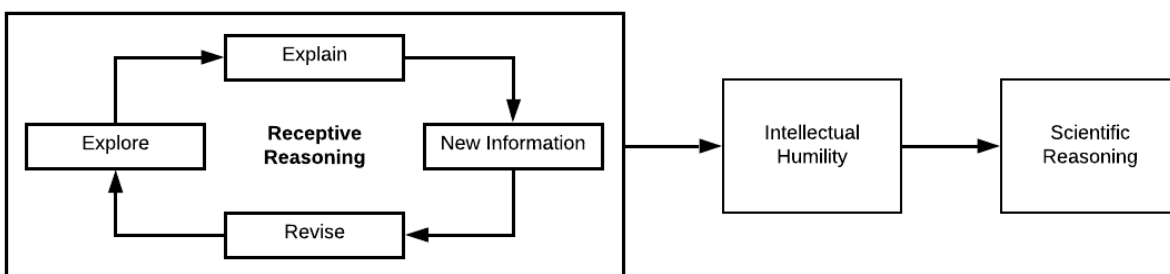 Explain
Explore
Receptive
Reasoning
New Information
Revise
Intellectual
Humility
Scientific
Reasoning